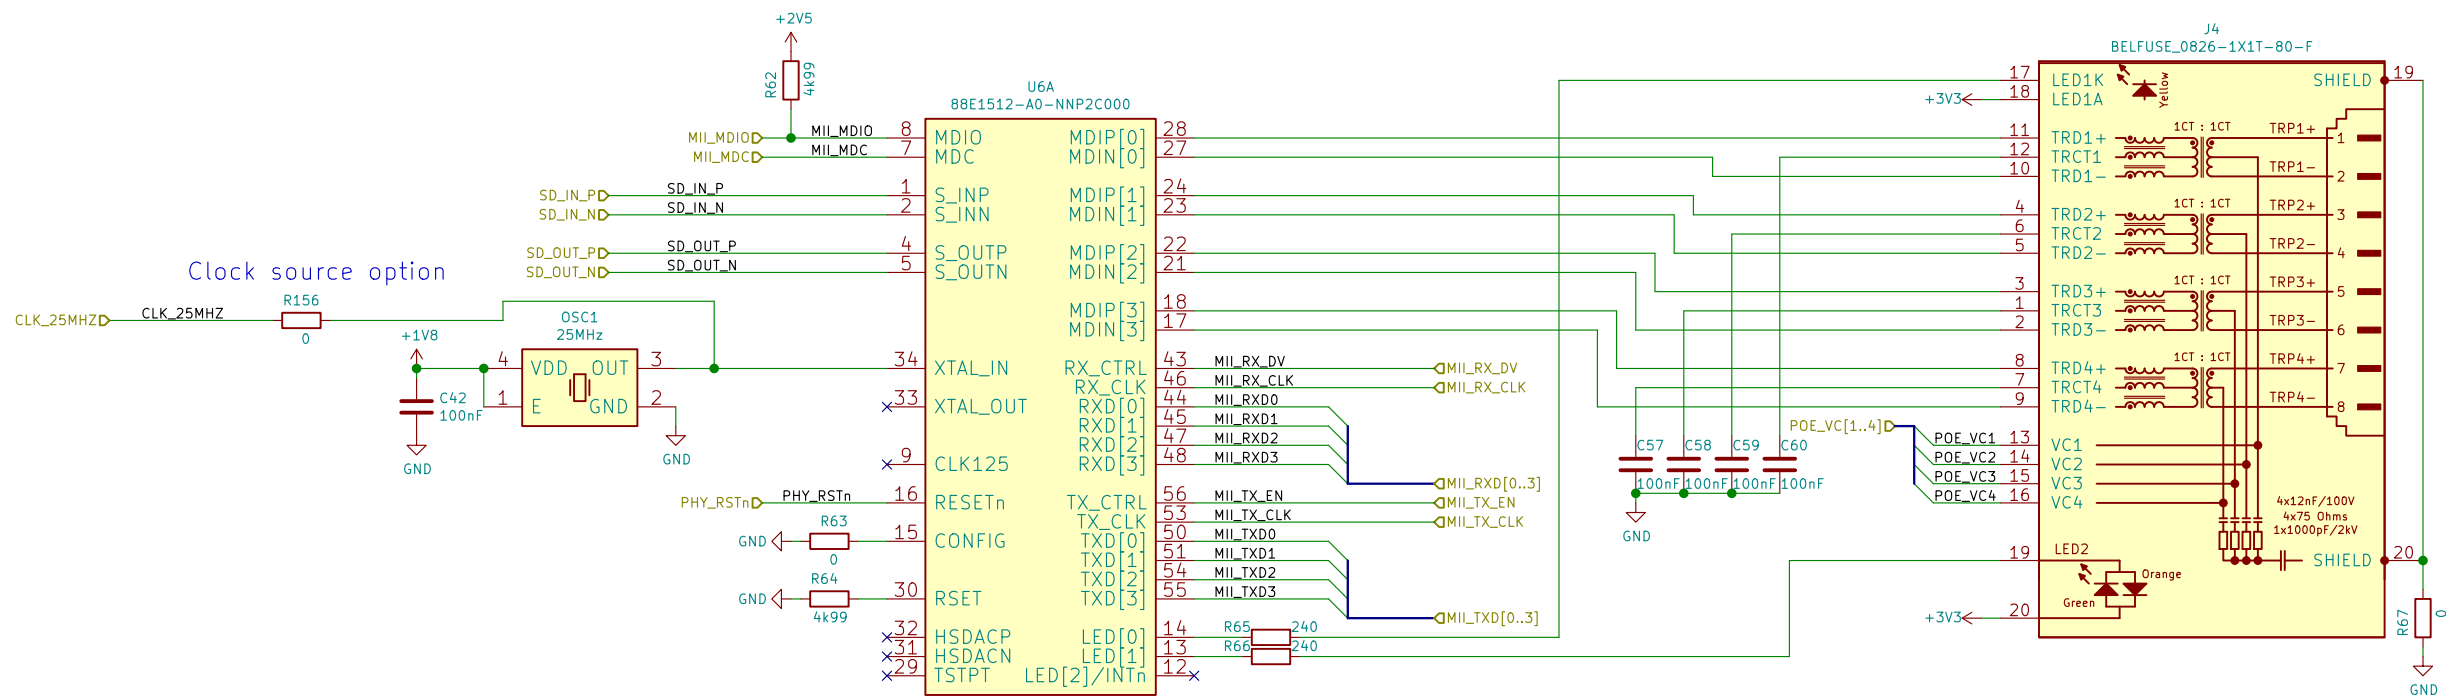 +2V5
R62
4k99
MII_MDIO
MII_MDIO
MII_MDC
MII_MDC
SD_IN_P
SD_IN_P
SD_IN_N
SD_IN_N
SD_OUT_P
SD_OUT_P
SD_OUT_N
SD_OUT_N
Clock source option
CLK_25MHZ
CLK_25MHZ
R156
0
+1V8
C42
100nF
GND
OSC1
25MHz
4 VDD OUT 3
1 E GND 2
GND
PHY_RSTn
PHY_RSTn
GND
R63
0
GND
R64
4k99
U6A
88E1512-A0-NNP2C000
8 MDIO
7 MDC
1 S_INP
2 S_INN
4 S_OUTP
5 S_OUTN
34 XTAL_IN
33 XTAL_OUT
9 CLK125
16 RESETn
15 CONFIG
30 RSET
32 HSDACP
31 HSDACN
29 TSTPT
MDIP[0] 28
MDIN[0] 27
MDIP[1] 24
MDIN[1] 23
MDIP[2] 22
MDIN[2] 21
MDIP[3] 18
MDIN[3] 17
RX_CTRL 43
RX_CLK 46
RXD[0] 44
RXD[1] 45
RXD[2] 47
RXD[3] 48
TX_CTRL 56
TX_CLK 53
TXD[0] 50
TXD[1] 51
TXD[2] 54
TXD[3] 55
LED[0] 14
LED[1] 13
LED[2]/INTn 12
MII_RX_DV
MII_RX_DV
MII_RX_CLK
MII_RX_CLK
MII_RXD0
MII_RXD1
MII_RXD2
MII_RXD3
MII_RXD[0..3]
MII_TX_EN
MII_TX_EN
MII_TX_CLK
MII_TX_CLK
MII_TXD0
MII_TXD1
MII_TXD2
MII_TXD3
MII_TXD[0..3]
R65 240
R66 240
C57
100nF
C58
100nF
C59
100nF
C60
100nF
GND
POE_VC[1..4]
POE_VC1
POE_VC2
POE_VC3
POE_VC4
+3V3
+3V3
J4
BELFUSE_0826-1X1T-80-F
17 LED1K
18 LED1A
11 TRD1+
12 TRCT1
10 TRD1-
4 TRD2+
6 TRCT2
5 TRD2-
3 TRD3+
1 TRCT3
2 TRD3-
8 TRD4+
7 TRCT4
9 TRD4-
13 VC1
14 VC2
15 VC3
16 VC4
19 LED2
20
Yellow
1CT : 1CT
1CT : 1CT
1CT : 1CT
1CT : 1CT
TRP1+ 1
TRP1- 2
TRP2+ 3
TRP2- 4
TRP3+ 5
TRP3- 6
TRP4+ 7
TRP4- 8
4x12nF/100V
4x75 Ohms
1x1000pF/2kV
Orange
Green
SHIELD 19
SHIELD 20
R67
0
GND